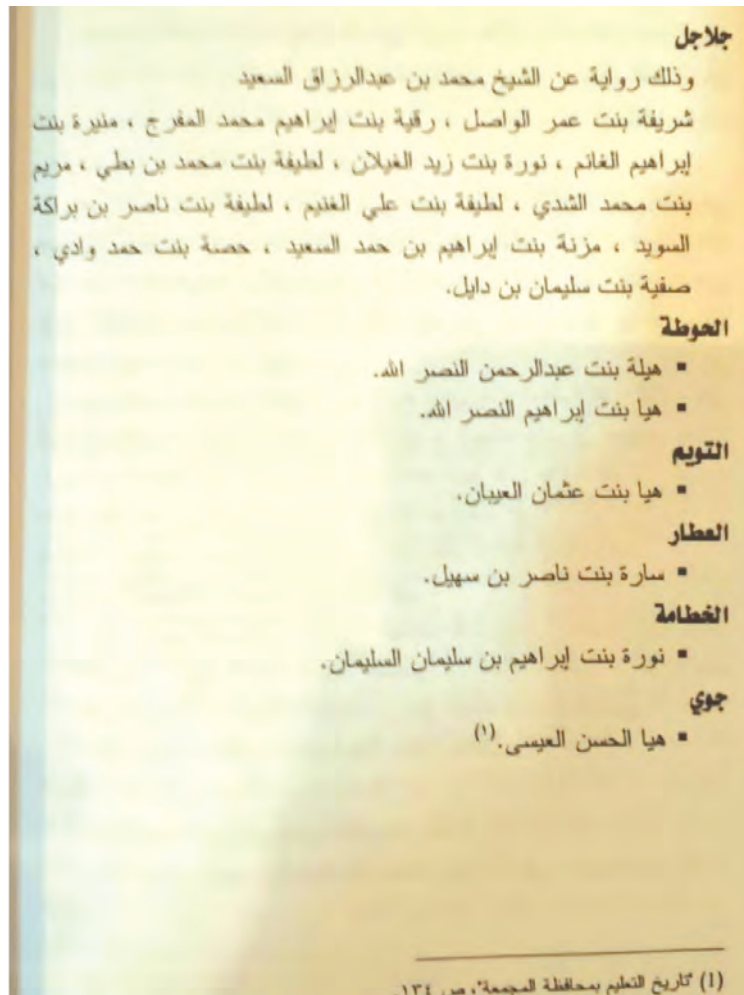 جلاجل
وذلك رواية عن الشيخ محمد بن عبدالرزاق السعيد
شريفة بنت عمر الواصل ، رقية بنت إبراهيم محمد المفرج ، منيرة بنت
إبراهيم الغانم ، نورة بنت زيد الغيلان ، لطيفة بنت محمد بن بطي ، مريم
بنت محمد الشدي ، لطيفة بنت علي الغنيم ، لطيفة بنت ناصر بن براكة
السويد ، مزنة بنت إبراهيم بن حمد السعيد ، حصة بنت حمد وادي ،
صفية بنت سليمان بن دايل.
الحوطة
▪ هيلة بنت عبدالرحمن النصر الله.
▪ هيا بنت إبراهيم النصر الله.
التويم
▪ هيا بنت عثمان العيبان.
العطار
▪ سارة بنت ناصر بن سهيل.
الخطامة
▪ نورة بنت إبراهيم بن سليمان السليمان.
جوي
▪ هيا الحسن العيسى.(١)
(1) "تاريخ التعليم بمحافظة المجمعة"، ص ١٣٤.